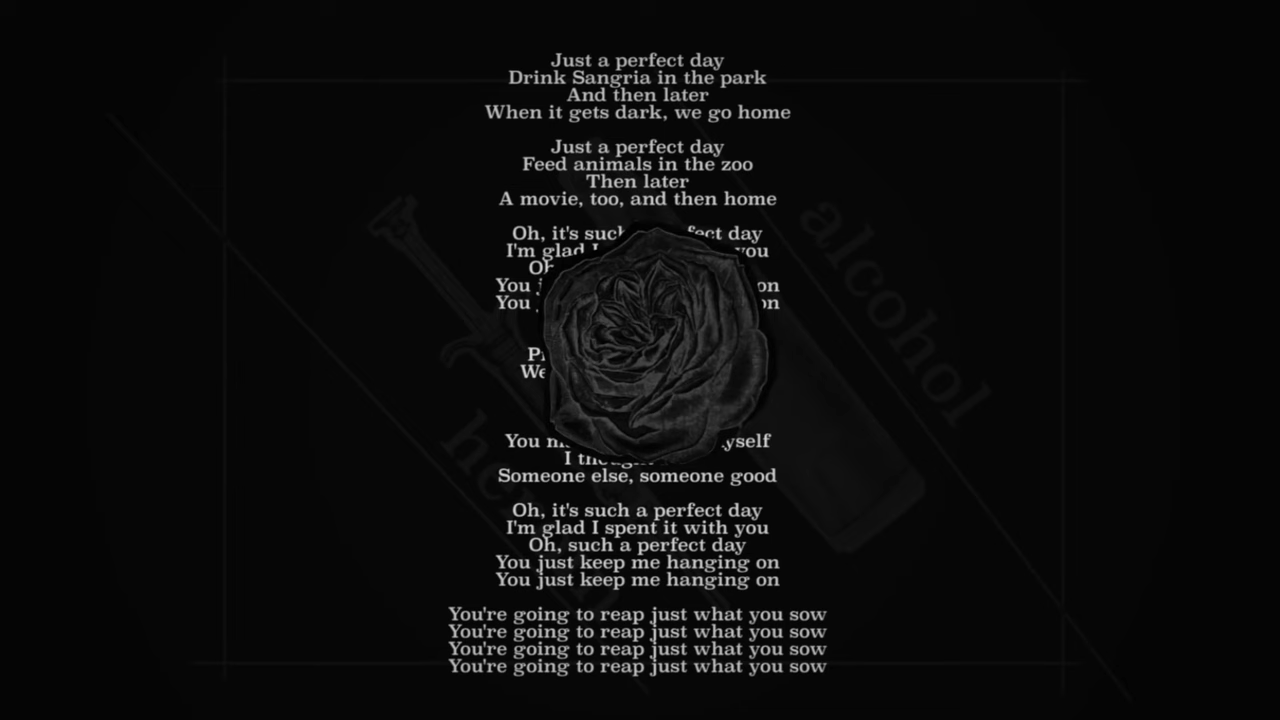 Just a perfect day
Drink Sangria in the park
And then later
When it gets dark, we go home
Just a perfect day
Feed animals in the zoo
Then later
A movie, too, and then home
Oh, it's such fect day
I'm glad I you
Oh
You on
You on
We
You yself
I
Someone else, someone good
Oh, it's such a perfect day
I'm glad I spent it with you
Oh, such a perfect day
You just keep me hanging on
You just keep me hanging on
You're going to reap just what you sow
You're going to reap just what you sow
You're going to reap just what you sow
You're going to reap just what you sow
alcohol